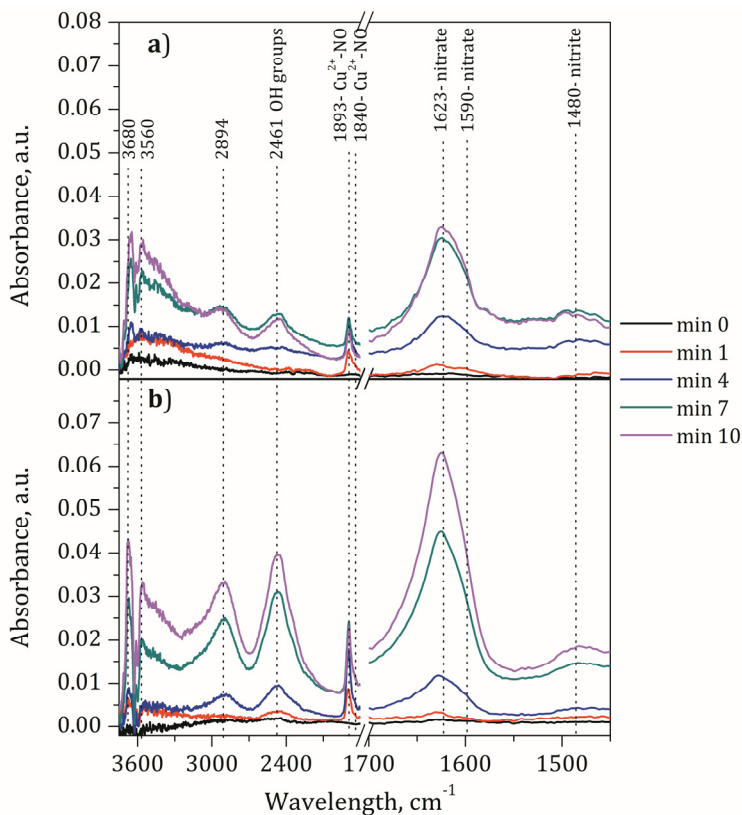 a)
3680
3560
2894
2461 OH groups
1893- Cu²⁺-NO
1840- Cu²⁺-NO
1623- nitrate
1590- nitrate
1480- nitrite
Absorbance, a.u.
0.08
0.07
0.06
0.05
0.04
0.03
0.02
0.01
0.00
min 0
min 1
min 4
min 7
min 10
b)
Absorbance, a.u.
0.07
0.06
0.05
0.04
0.03
0.02
0.01
0.00
3600 3000 2400 1700 1600 1500
Wavelength, cm⁻¹